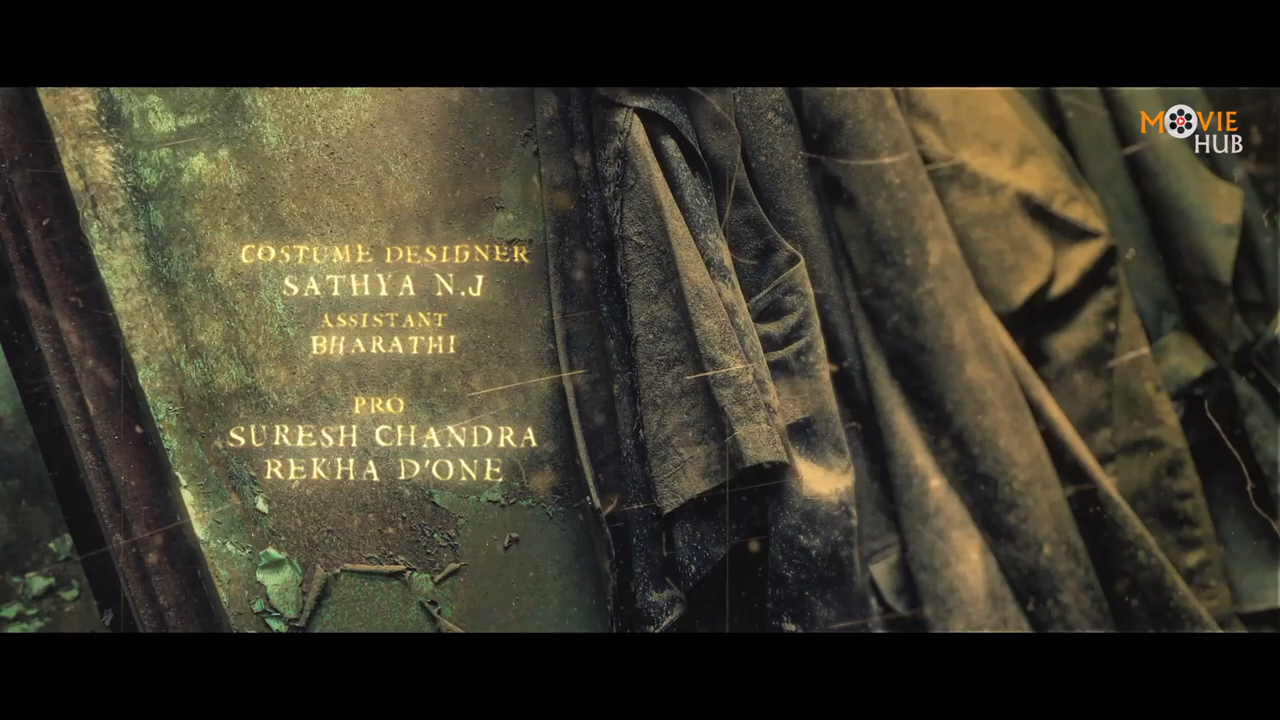 MOVIE
HUB
COSTUME DESIGNER
SATHYA N.J
ASSISTANT
BHARATHI
PRO
SURESH CHANDRA
REKHA D'ONE